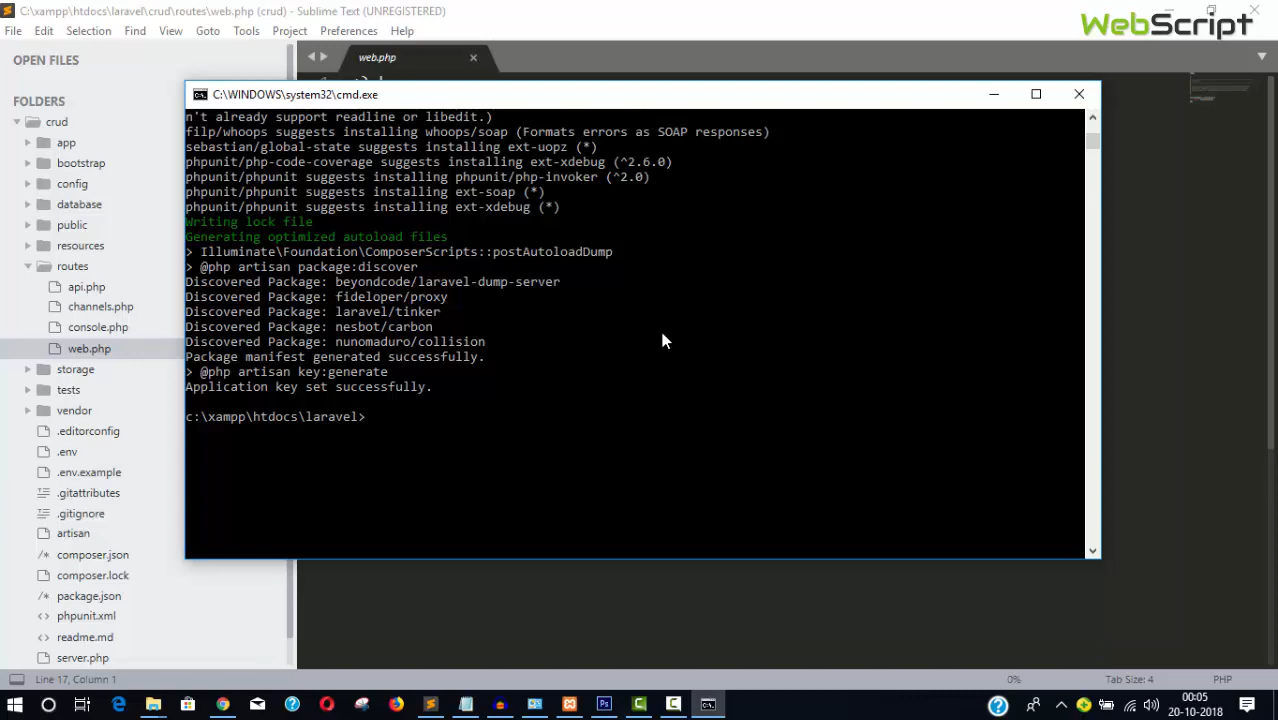 C:\xampp\htdocs\laravel\crud\routes\web.php (crud) - Sublime Text (UNREGISTERED)
WebScript
File Edit Selection Find View Goto Tools Project Preferences Help
OPEN FILES
web.php
FOLDERS
crud
app
bootstrap
config
database
public
resources
routes
api.php
channels.php
console.php
web.php
storage
tests
vendor
.editorconfig
.env
.env.example
.gitattributes
.gitignore
artisan
composer.json
composer.lock
package.json
phpunit.xml
readme.md
server.php
C:\WINDOWS\system32\cmd.exe
n't already support readline or libedit.)
filp/whoops suggests installing whoops/soap (Formats errors as SOAP responses)
sebastian/global-state suggests installing ext-uopz (*)
phpunit/php-code-coverage suggests installing ext-xdebug (^2.6.0)
phpunit/phpunit suggests installing phpunit/php-invoker (^2.0)
phpunit/phpunit suggests installing ext-soap (*)
phpunit/phpunit suggests installing ext-xdebug (*)
Writing lock file
Generating optimized autoload files
> Illuminate\Foundation\ComposerScripts::postAutoloadDump
> @php artisan package:discover
Discovered Package: beyondcode/laravel-dump-server
Discovered Package: fideloper/proxy
Discovered Package: laravel/tinker
Discovered Package: nesbot/carbon
Discovered Package: nunomaduro/collision
Package manifest generated successfully.
> @php artisan key:generate
Application key set successfully.
c:\xampp\htdocs\laravel>
Line 17, Column 1
0%
Tab Size: 4
PHP
00:05
20-10-2018